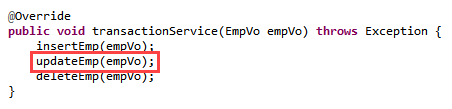 @Override
public void transactionService(EmpVo empVo) throws Exception {
    insertEmp(empVo);
    updateEmp(empVo);
    deleteEmp(empVo);
}